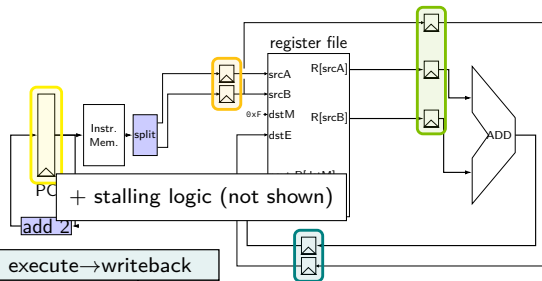 register file
srcA
srcB
dstM
dstE
0xF
R[srcA]
R[srcB]
Instr.
Mem.
split
ADD
PC
+ stalling logic (not shown)
add 2
execute→writeback